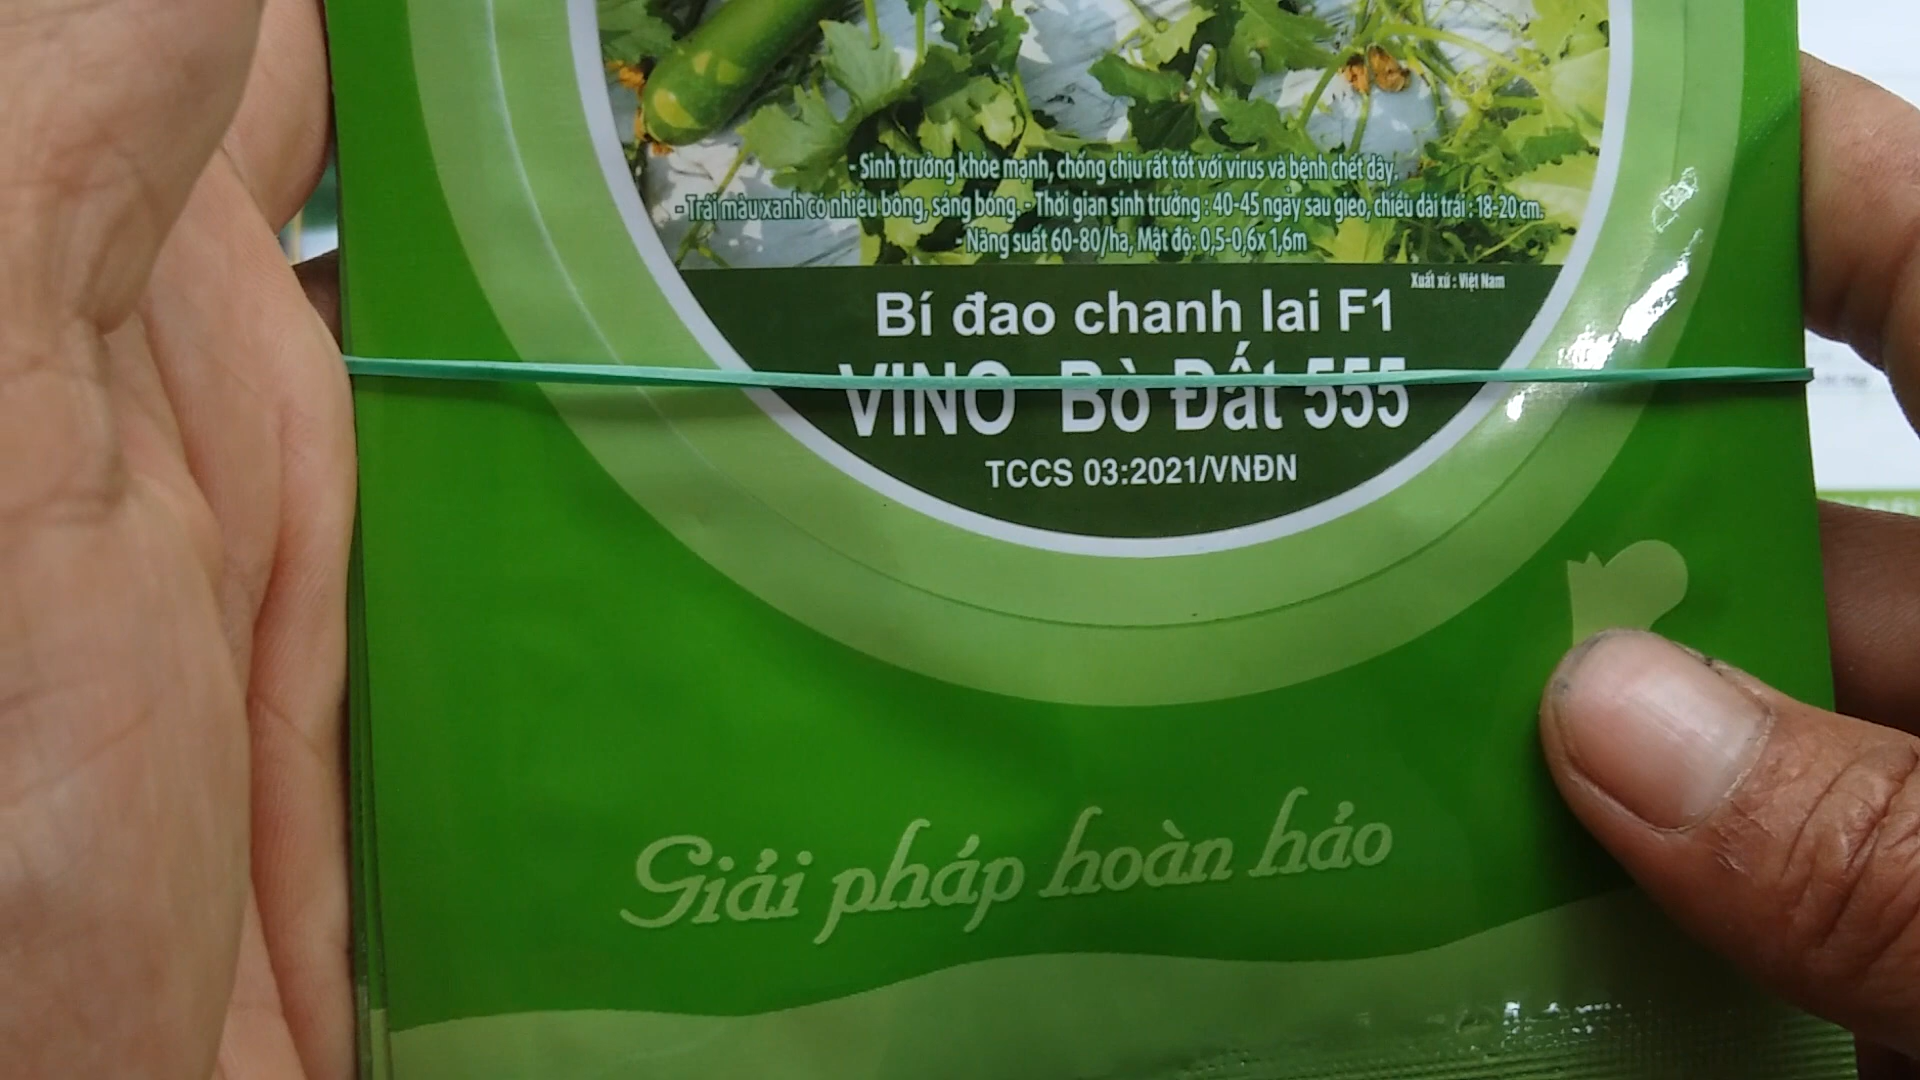 - Sinh trưởng khỏe mạnh, chống chịu rất tốt với virus và bệnh chết dây.
- Trái màu xanh có nhiều bông, sáng bóng. - Thời gian sinh trưởng : 40-45 ngày sau gieo, chiều dài trái : 18-20 cm.
- Năng suất 60-80/ha, Mật độ: 0,5-0,6x 1,6m
Xuất xứ : Việt Nam
Bí đao chanh lai F1
VINO Bò Đất 555
TCCS 03:2021/VNĐN
Giải pháp hoàn hảo